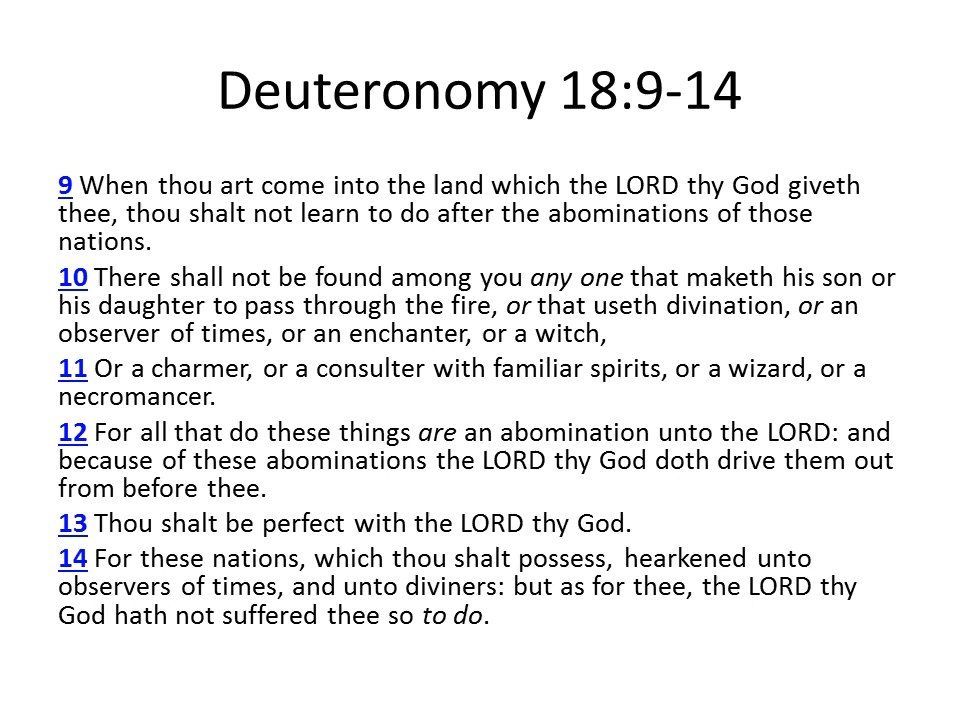 Deuteronomy 18:9-14
9 When thou art come into the land which the LORD thy God giveth
thee, thou shalt not learn to do after the abominations of those
nations.
10 There shall not be found among you any one that maketh his son or
his daughter to pass through the fire, or that useth divination, or an
observer of times, or an enchanter, or a witch,
11 Or a charmer, or a consulter with familiar spirits, or a wizard, or a
necromancer.
12 For all that do these things are an abomination unto the LORD: and
because of these abominations the LORD thy God doth drive them out
from before thee.
13 Thou shalt be perfect with the LORD thy God.
14 For these nations, which thou shalt possess, hearkened unto
observers of times, and unto diviners: but as for thee, the LORD thy
God hath not suffered thee so to do.